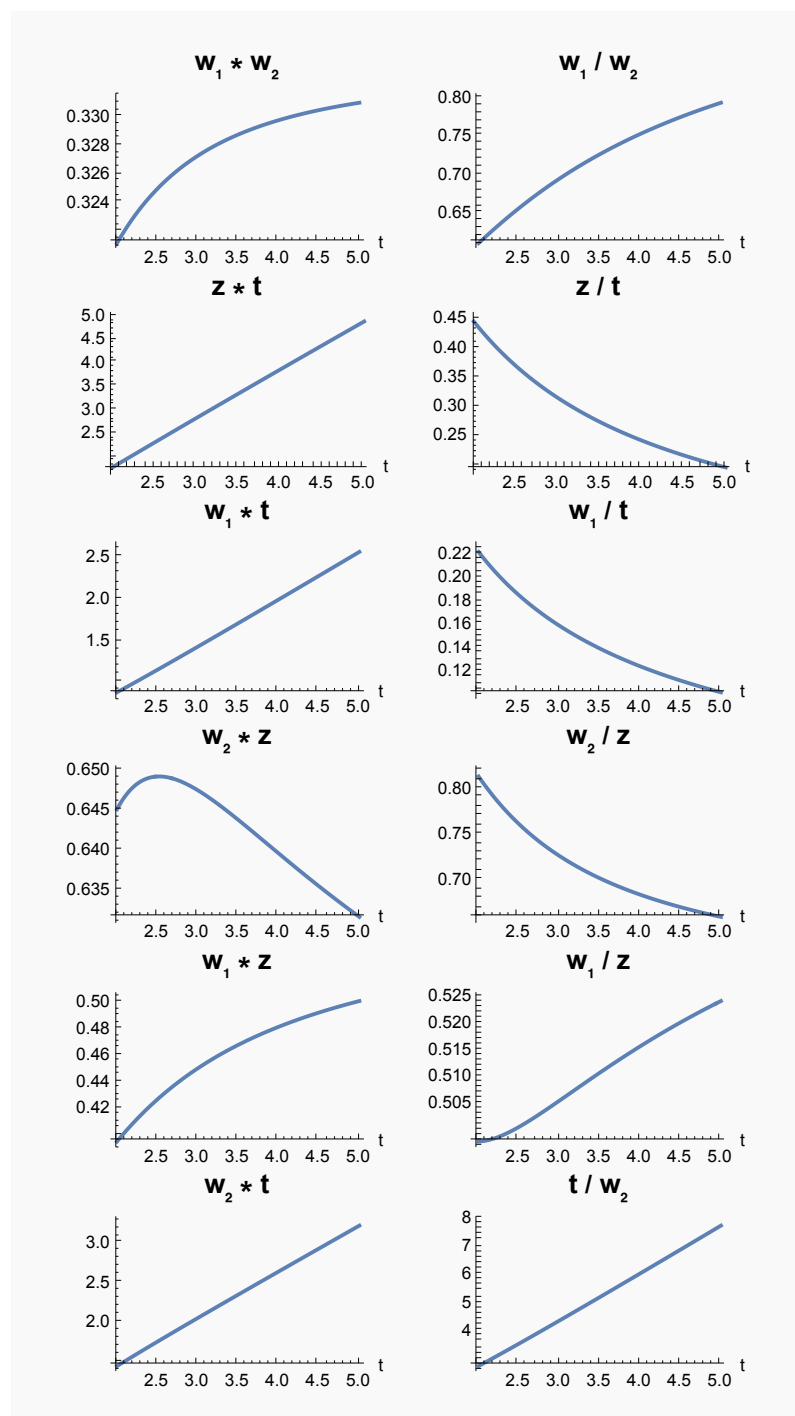 w₁ * w₂
0.330
0.328
0.326
0.324
2.5 3.0 3.5 4.0 4.5 5.0 t
w₁ / w₂
0.80
0.75
0.70
0.65
2.5 3.0 3.5 4.0 4.5 5.0 t
z * t
5.0
4.5
4.0
3.5
3.0
2.5
2.5 3.0 3.5 4.0 4.5 5.0 t
z / t
0.45
0.40
0.35
0.30
0.25
2.5 3.0 3.5 4.0 4.5 5.0 t
w₁ * t
2.5
2.0
1.5
2.5 3.0 3.5 4.0 4.5 5.0 t
w₁ / t
0.22
0.20
0.18
0.16
0.14
0.12
2.5 3.0 3.5 4.0 4.5 5.0 t
w₂ * z
0.650
0.645
0.640
0.635
2.5 3.0 3.5 4.0 4.5 5.0 t
w₂ / z
0.80
0.75
0.70
2.5 3.0 3.5 4.0 4.5 5.0 t
w₁ * z
0.50
0.48
0.46
0.44
0.42
2.5 3.0 3.5 4.0 4.5 5.0 t
w₁ / z
0.525
0.520
0.515
0.510
0.505
2.5 3.0 3.5 4.0 4.5 5.0 t
w₂ * t
3.0
2.5
2.0
2.5 3.0 3.5 4.0 4.5 5.0 t
t / w₂
8
7
6
5
4
2.5 3.0 3.5 4.0 4.5 5.0 t